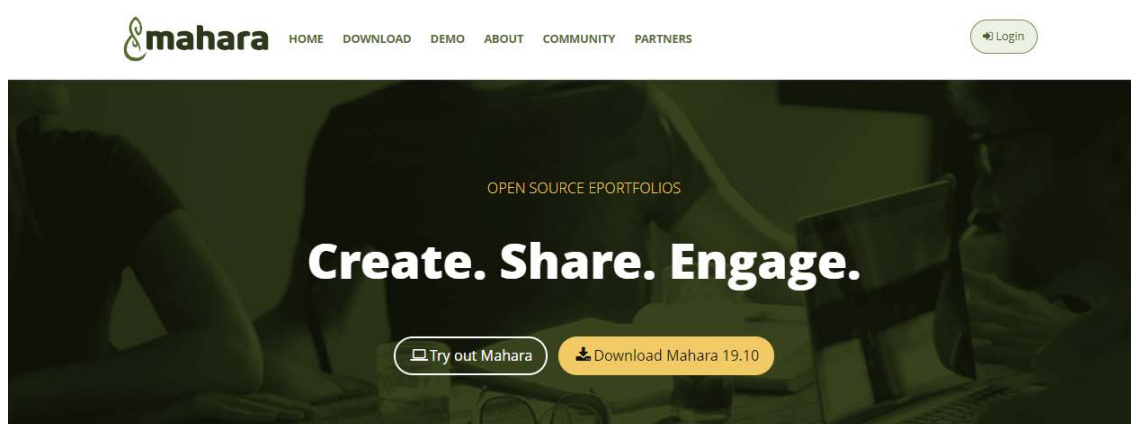 mahara HOME DOWNLOAD DEMO ABOUT COMMUNITY PARTNERS Login
OPEN SOURCE EPORTFOLIOS
Create. Share. Engage.
Try out Mahara Download Mahara 19.10